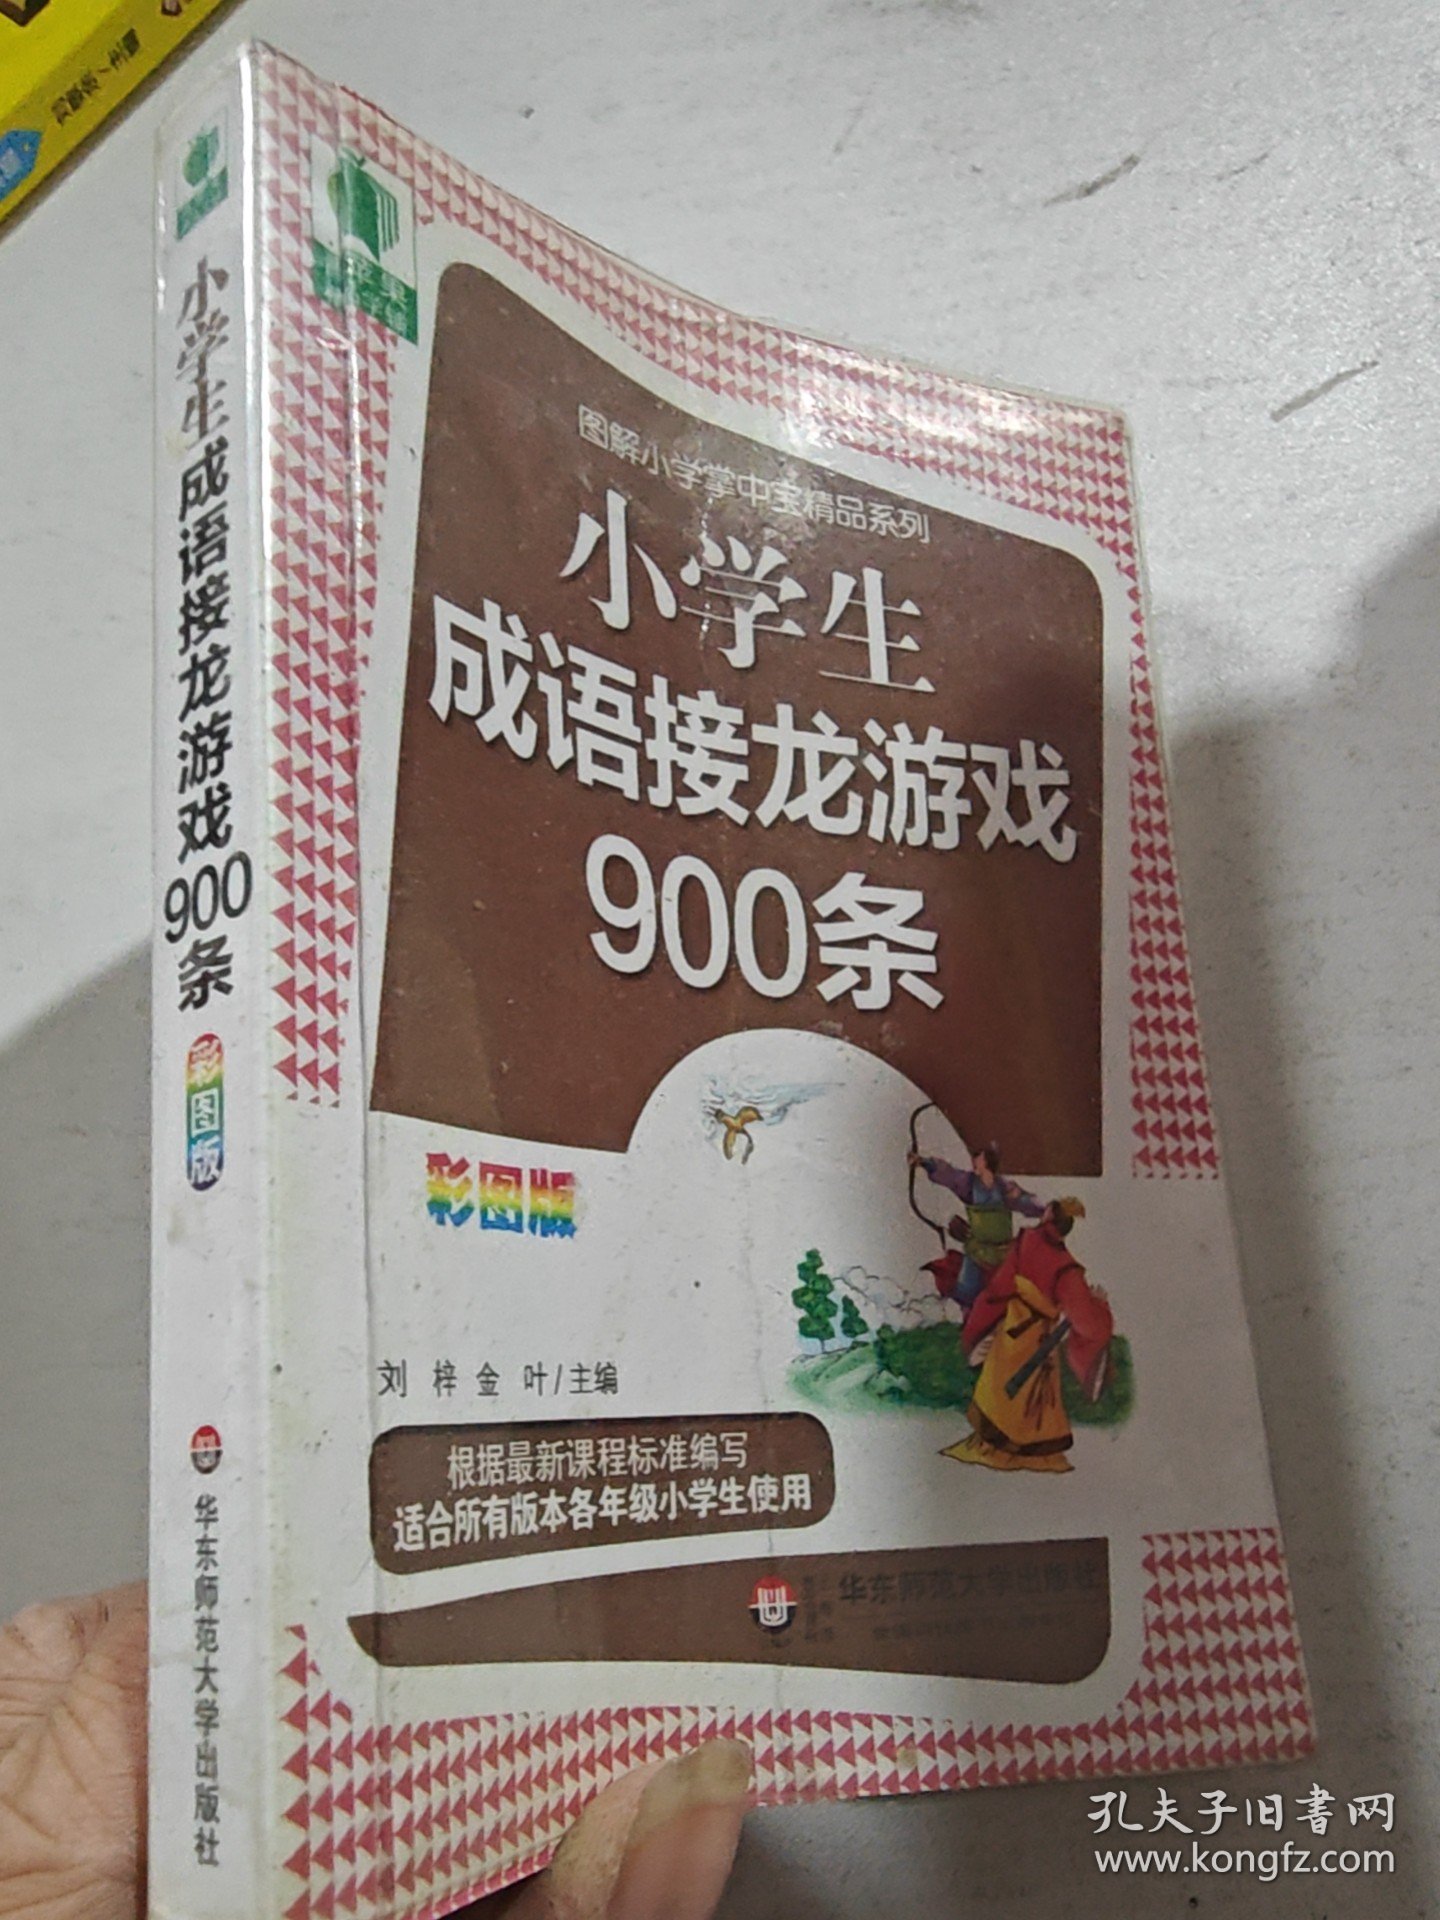 小学生成语接龙游戏900条
彩图版
华东师范大学出版社
图解小学掌中宝精品系列
小学生
成语接龙游戏
900条
彩图版
刘 梓 金 叶/主编
根据最新课程标准编写
适合所有版本各年级小学生使用
华东师范大学出版社
孔夫子旧書网
www.kongfz.com